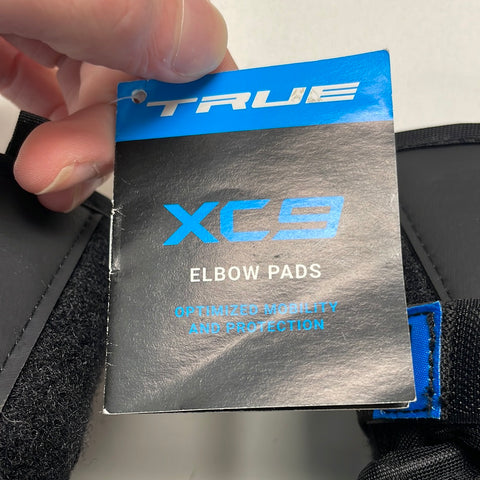 TRUE
XC9
ELBOW PADS
OPTIMIZED MOBILITY
AND PROTECTION